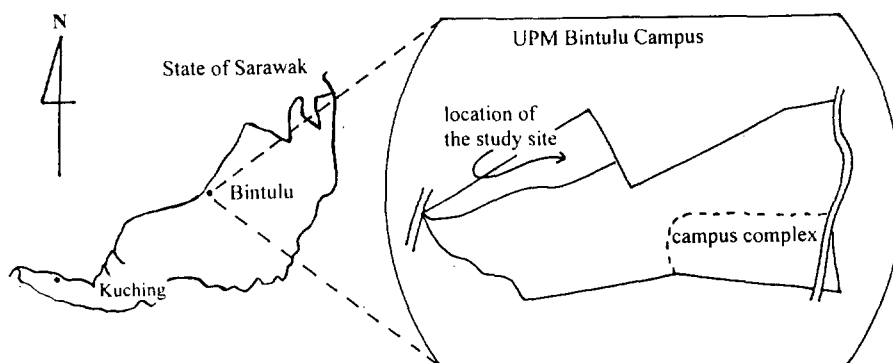 N
State of Sarawak
Bintulu
Kuching
UPM Bintulu Campus
location of
the study site
campus complex